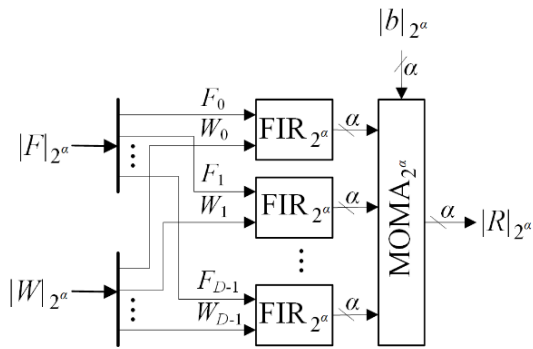 |b|_{2^α}
α
F_0
W_0
FIR_{2^α}
α
|F|_{2^α}
F_1
W_1
FIR_{2^α}
α
MOMA_{2^α}
α
|R|_{2^α}
|W|_{2^α}
F_{D-1}
W_{D-1}
FIR_{2^α}
α